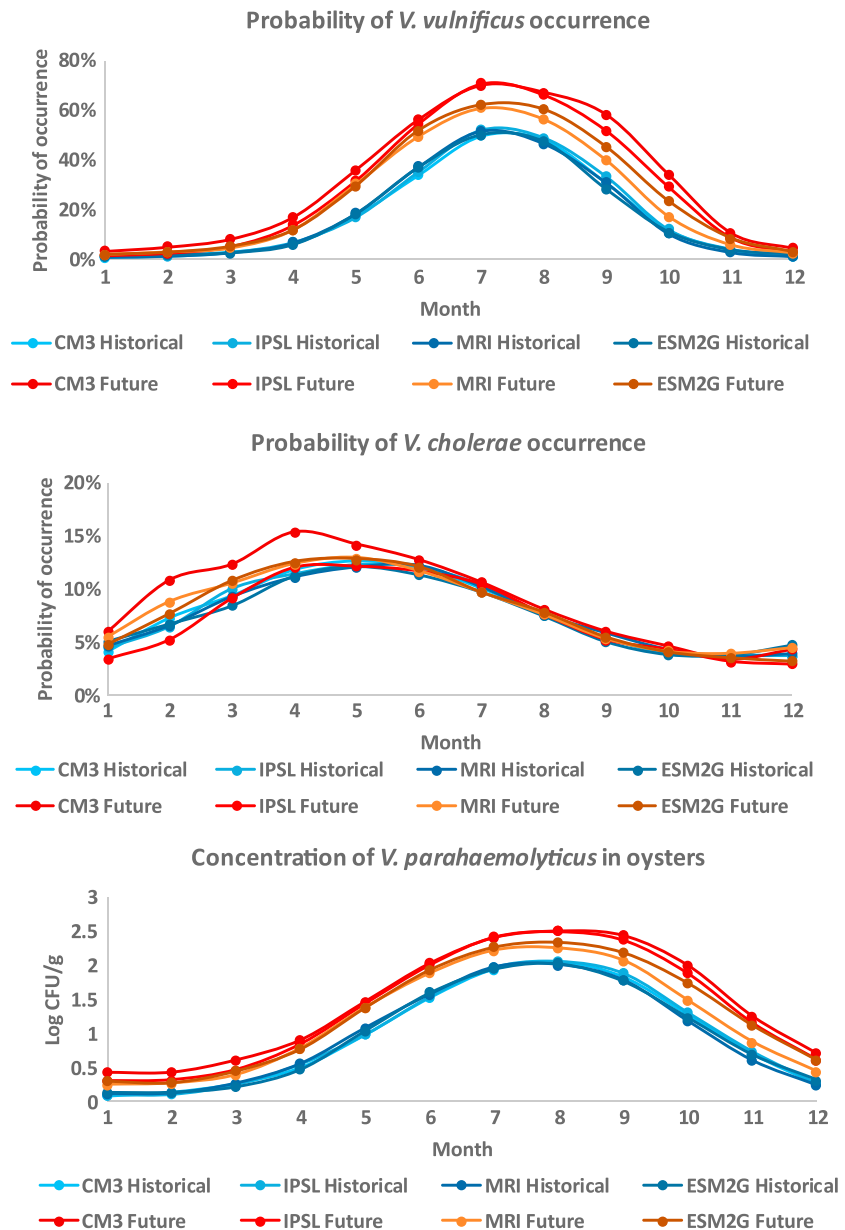 Probability of V. vulnificus occurrence
Probability of occurrence
80%
60%
40%
20%
0%
1 2 3 4 5 6 7 8 9 10 11 12
Month
CM3 Historical IPSL Historical MRI Historical ESM2G Historical
CM3 Future IPSL Future MRI Future ESM2G Future
Probability of V. cholerae occurrence
Probability of occurrence
20%
15%
10%
5%
0%
1 2 3 4 5 6 7 8 9 10 11 12
Month
CM3 Historical IPSL Historical MRI Historical ESM2G Historical
CM3 Future IPSL Future MRI Future ESM2G Future
Concentration of V. parahaemolyticus in oysters
Log CFU/g
3
2.5
2
1.5
1
0.5
0
1 2 3 4 5 6 7 8 9 10 11 12
Month
CM3 Historical IPSL Historical MRI Historical ESM2G Historical
CM3 Future IPSL Future MRI Future ESM2G Future